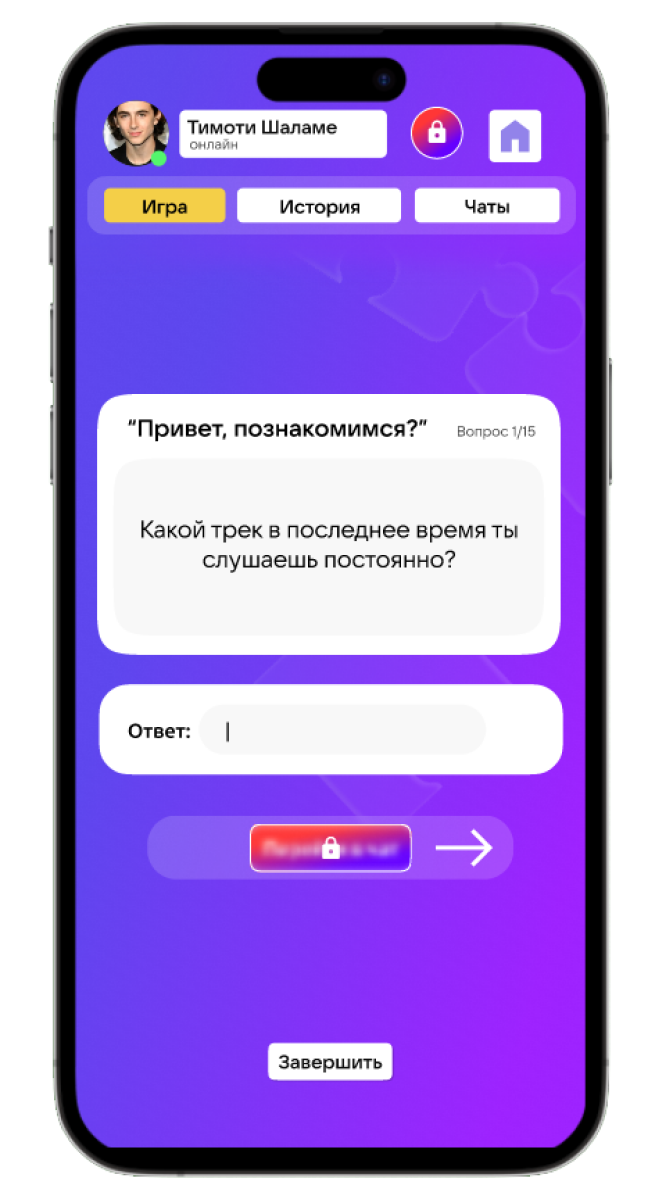 Тимоти Шаламе
онлайн
Игра
История
Чаты
“Привет, познакомимся?”
Вопрос 1/15
Какой трек в последнее время ты
слушаешь постоянно?
Ответ:
Завершить